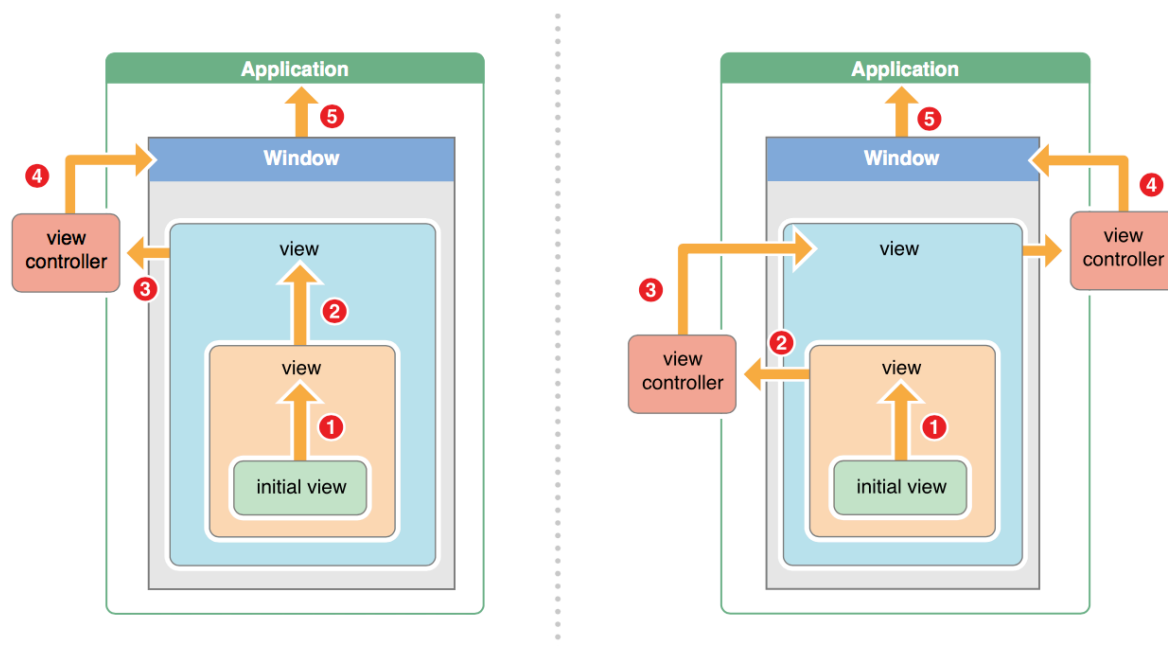 Application
5
Window
4
view
controller
view
3
2
view
1
initial view
Application
5
Window
4
view
controller
view
3
2
view
controller
view
1
initial view